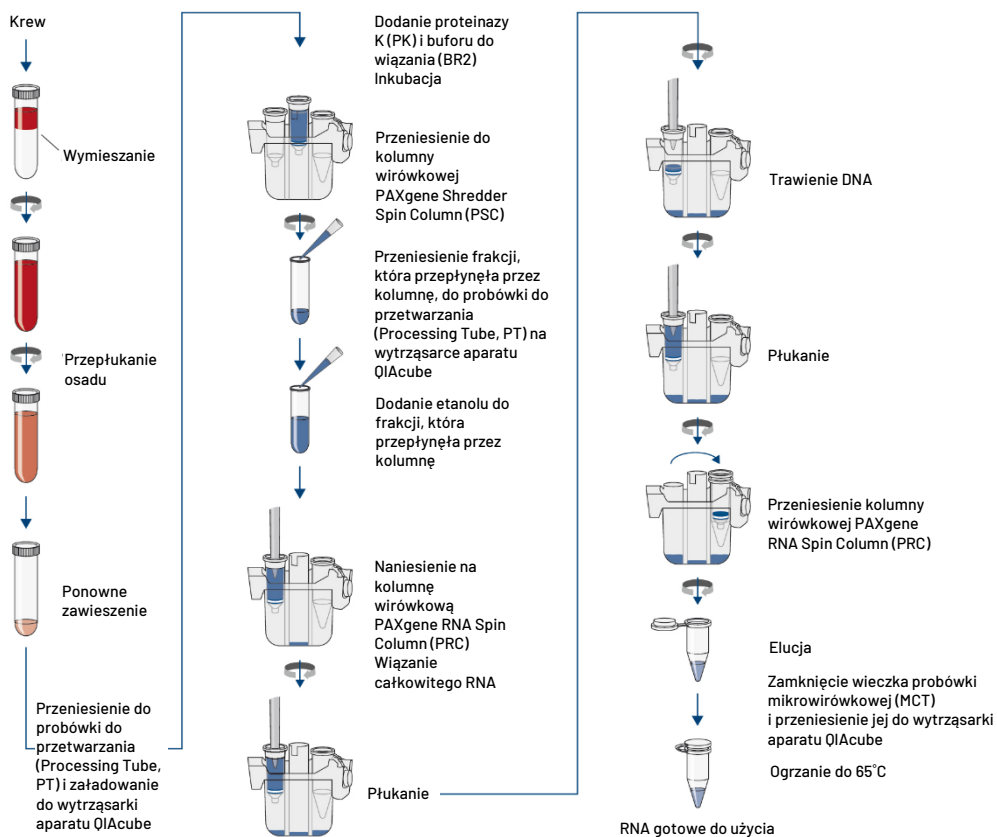 Krew
Wymieszanie
Przepłukanie
osadu
Ponowne
zawieszenie
Przeniesienie do
probówki do
przetwarzania
(Processing Tube,
PT) i załadowanie
do wytrząsarki
aparatu QIAcube
Dodanie proteinazy
K (PK) i buforu do
wiązania (BR2)
Inkubacja
Przeniesienie do
kolumny
wirówkowej
PAXgene Shredder
Spin Column (PSC)
Przeniesienie frakcji,
która przepłynęła przez
kolumnę, do probówki do
przetwarzania
(Processing Tube, PT) na
wytrząsarce aparatu
QIAcube
Dodanie etanolu do
frakcji, która
przepłynęła przez
kolumnę
Naniesienie na
kolumnę
wirówkową
PAXgene RNA Spin
Column (PRC)
Wiązanie
całkowitego RNA
Płukanie
Trawienie DNA
Płukanie
Przeniesienie kolumny
wirówkowej PAXgene
RNA Spin Column (PRC)
Elucja
Zamknięcie wieczka probówki
mikrowirówkowej (MCT)
i przeniesienie jej do wytrząsarki
aparatu QIAcube
Ogrzanie do 65°C
RNA gotowe do użycia